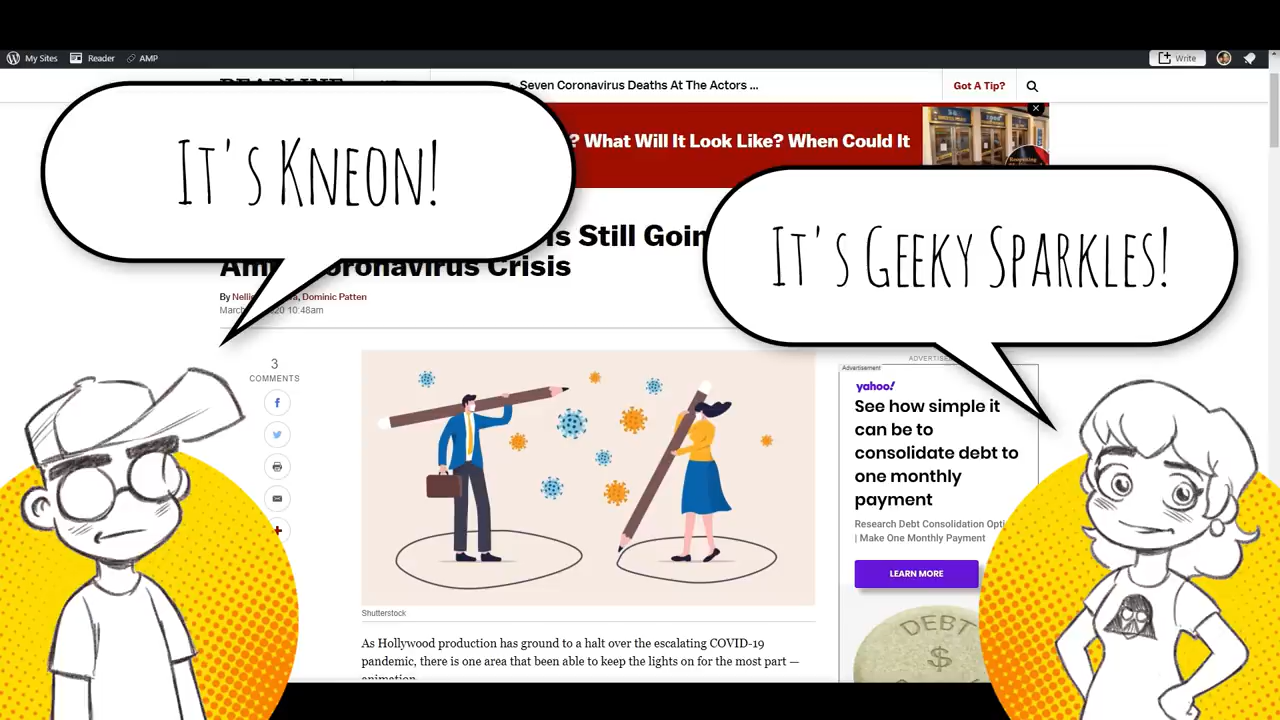 My Sites
Reader
AMP
Write
Seven Coronavirus Deaths At The Actors ...
Got A Tip?
? What Will It Look Like? When Could It
It's Kneon!
It's Geeky Sparkles!
is Still Goin
Coronavirus Crisis
By Dominic Patten
20 10:48am
3
COMMENTS
Shutterstock
As Hollywood production has ground to a halt over the escalating COVID-19
pandemic, there is one area that been able to keep the lights on for the most part —
animation
Advertisement
yahoo!
See how simple it
can be to
consolidate debt to
one monthly
payment
Research Debt Consolidation Opti
| Make One Monthly Payment
LEARN MORE
DEBT
$